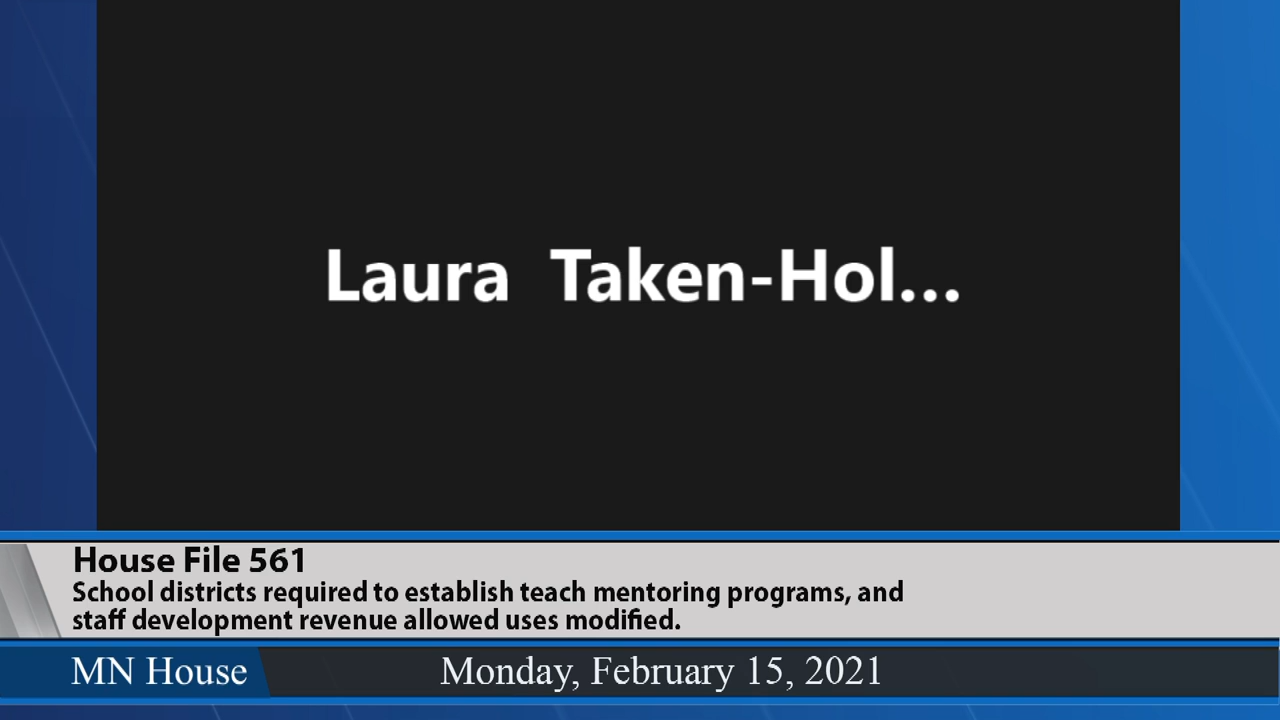 Laura Taken-Hol...
House File 561
School districts required to establish teach mentoring programs, and
staff development revenue allowed uses modified.
MN House
Monday, February 15, 2021